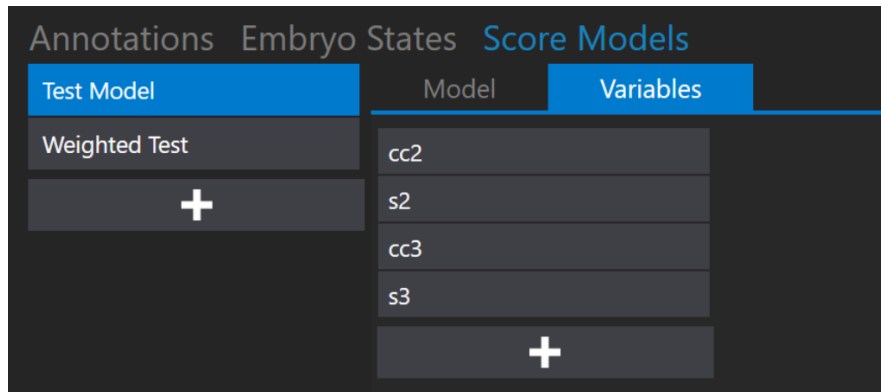 Annotations Embryo States Score Models
Test Model
Weighted Test
Model Variables
cc2
s2
cc3
s3